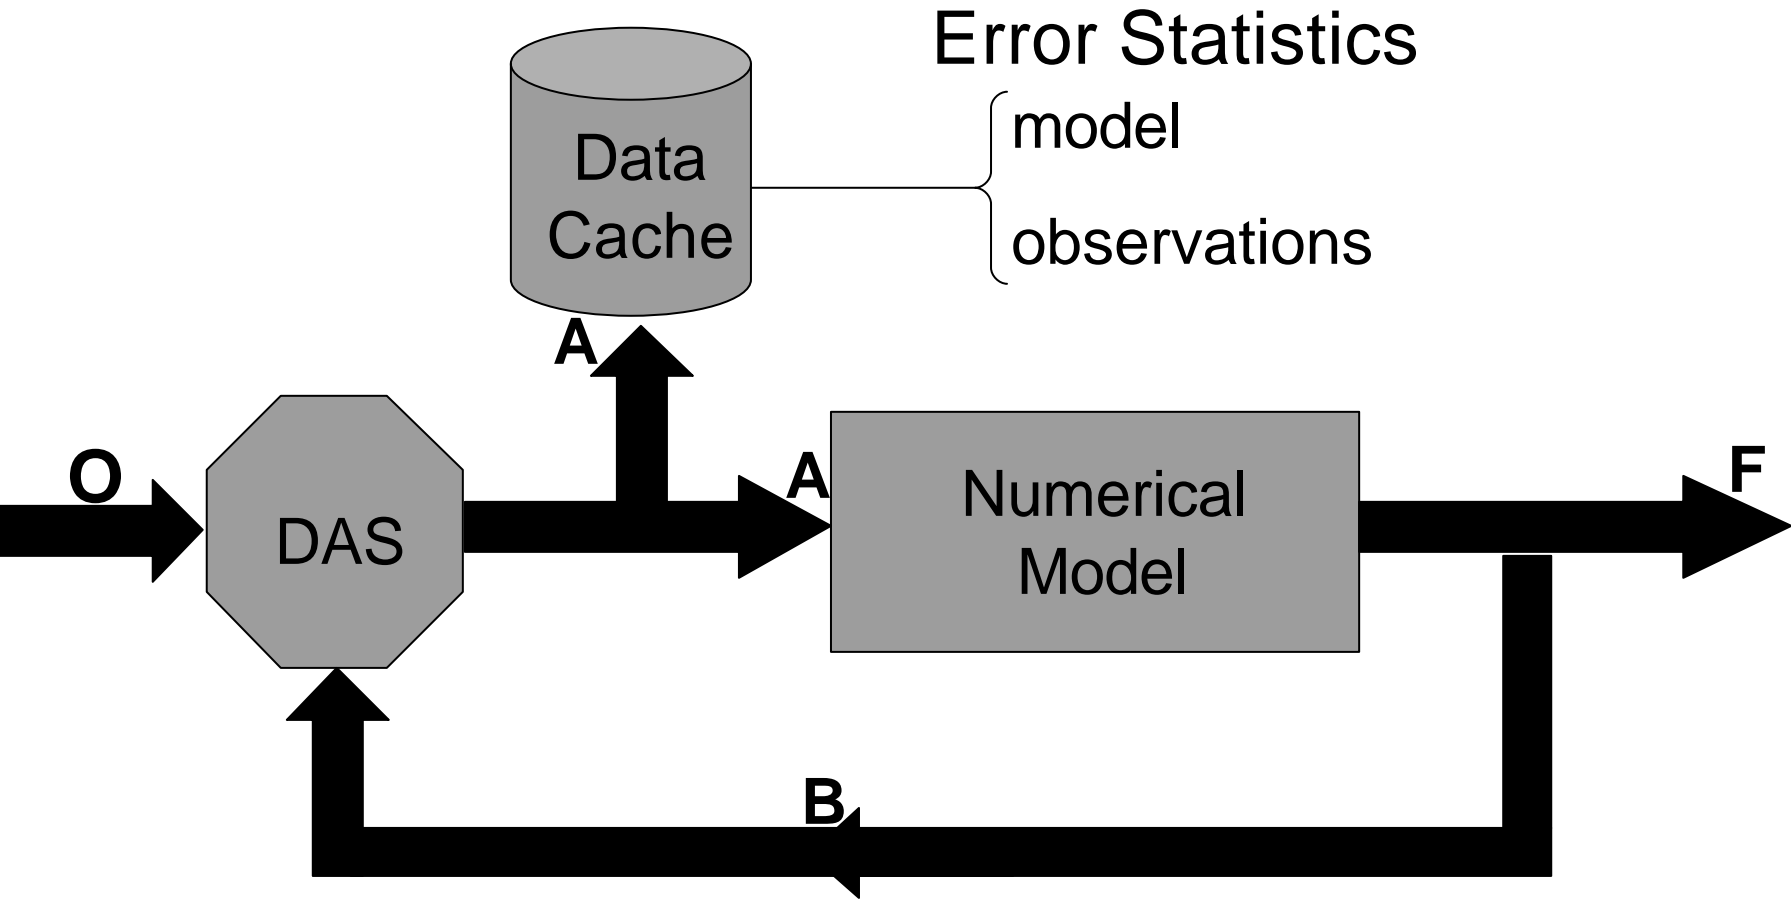 Error Statistics
model
observations
Data
Cache
A
O
DAS
A
Numerical
Model
F
B